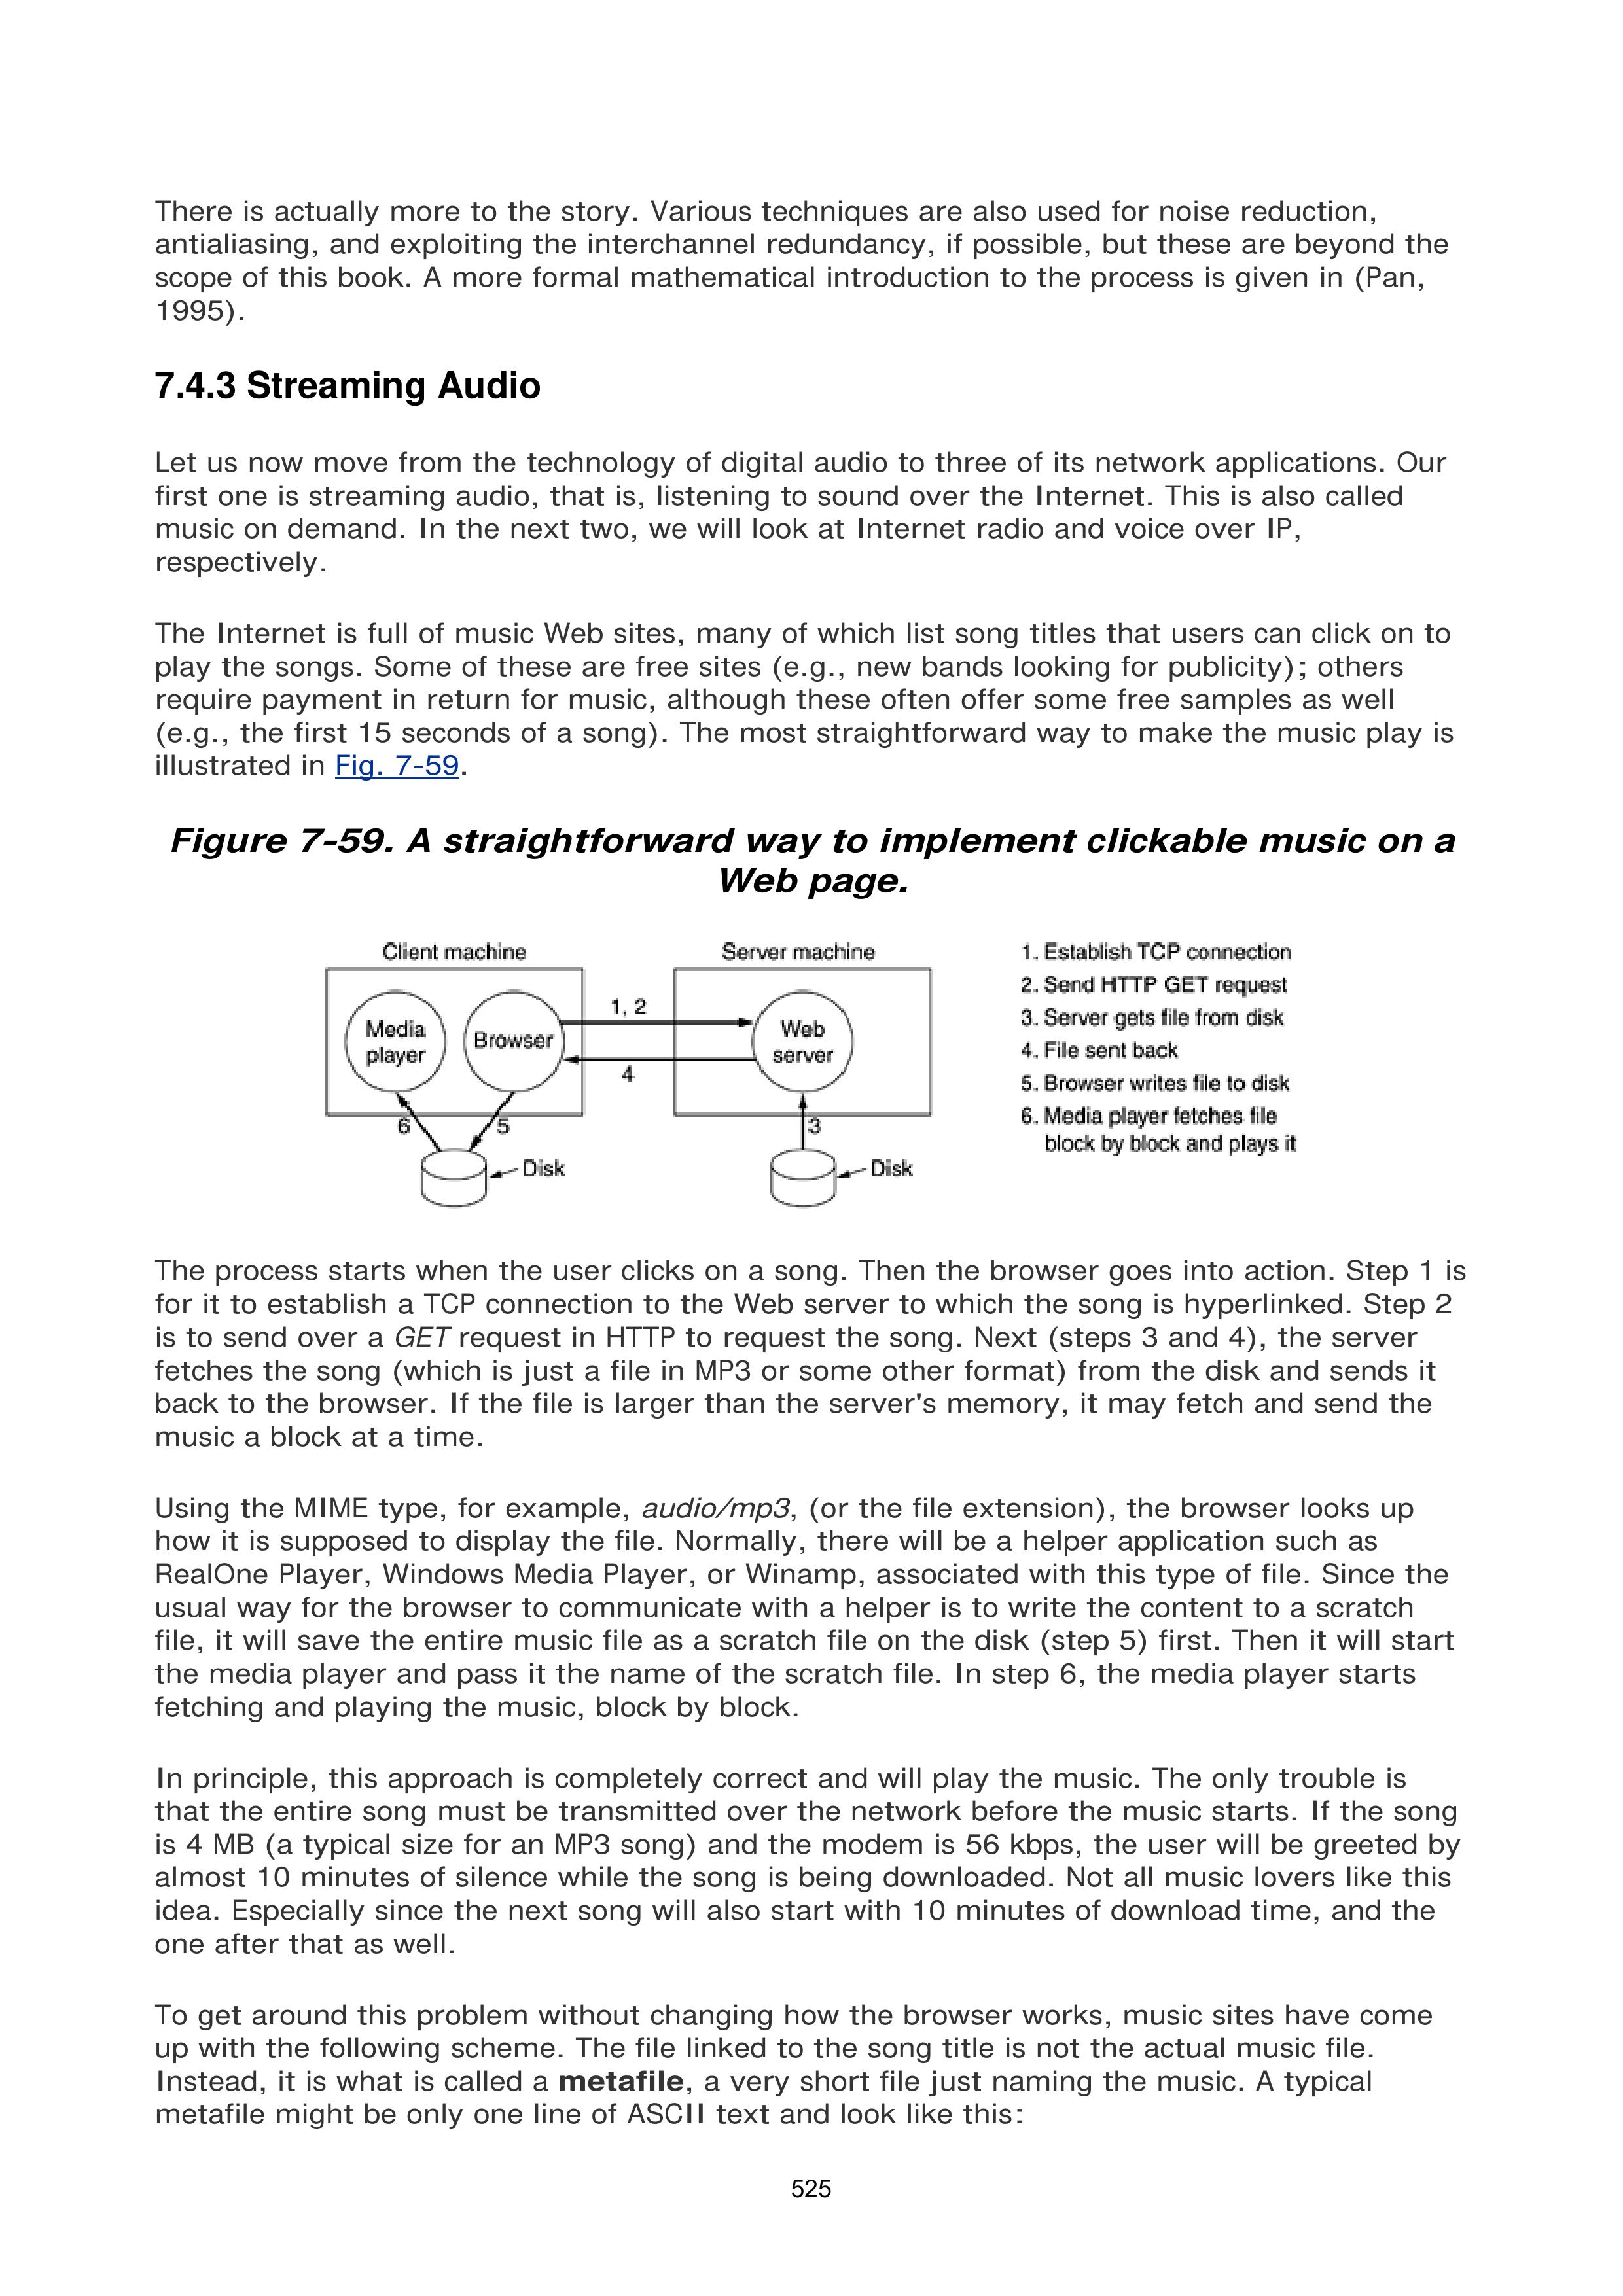 There is actually more to the story. Various techniques are also used for noise reduction,
antialiasing, and exploiting the interchannel redundancy, if possible, but these are beyond the
scope of this book. A more formal mathematical introduction to the process is given in (Pan,
1995).
7.4.3 Streaming Audio
Let us now move from the technology of digital audio to three of its network applications. Our
first one is streaming audio, that is, listening to sound over the Internet. This is also called
music on demand. In the next two, we will look at Internet radio and voice over IP,
respectively.
The Internet is full of music Web sites, many of which list song titles that users can click on to
play the songs. Some of these are free sites (e.g., new bands looking for publicity); others
require payment in return for music, although these often offer some free samples as well
(e.g., the first 15 seconds of a song). The most straightforward way to make the music play is
illustrated in Fig. 7-59.
Figure 7-59. A straightforward way to implement clickable music on a
Web page.
Client machine
Server machine
Media
player
Browser
1, 2
4
Web
server
6
5
3
Disk
Disk
1. Establish TCP connection
2. Send HTTP GET request
3. Server gets file from disk
4. File sent back
5. Browser writes file to disk
6. Media player fetches file
block by block and plays it
The process starts when the user clicks on a song. Then the browser goes into action. Step 1 is
for it to establish a TCP connection to the Web server to which the song is hyperlinked. Step 2
is to send over a GET request in HTTP to request the song. Next (steps 3 and 4), the server
fetches the song (which is just a file in MP3 or some other format) from the disk and sends it
back to the browser. If the file is larger than the server's memory, it may fetch and send the
music a block at a time.
Using the MIME type, for example, audio/mp3, (or the file extension), the browser looks up
how it is supposed to display the file. Normally, there will be a helper application such as
RealOne Player, Windows Media Player, or Winamp, associated with this type of file. Since the
usual way for the browser to communicate with a helper is to write the content to a scratch
file, it will save the entire music file as a scratch file on the disk (step 5) first. Then it will start
the media player and pass it the name of the scratch file. In step 6, the media player starts
fetching and playing the music, block by block.
In principle, this approach is completely correct and will play the music. The only trouble is
that the entire song must be transmitted over the network before the music starts. If the song
is 4 MB (a typical size for an MP3 song) and the modem is 56 kbps, the user will be greeted by
almost 10 minutes of silence while the song is being downloaded. Not all music lovers like this
idea. Especially since the next song will also start with 10 minutes of download time, and the
one after that as well.
To get around this problem without changing how the browser works, music sites have come
up with the following scheme. The file linked to the song title is not the actual music file.
Instead, it is what is called a metafile, a very short file just naming the music. A typical
metafile might be only one line of ASCII text and look like this:
525